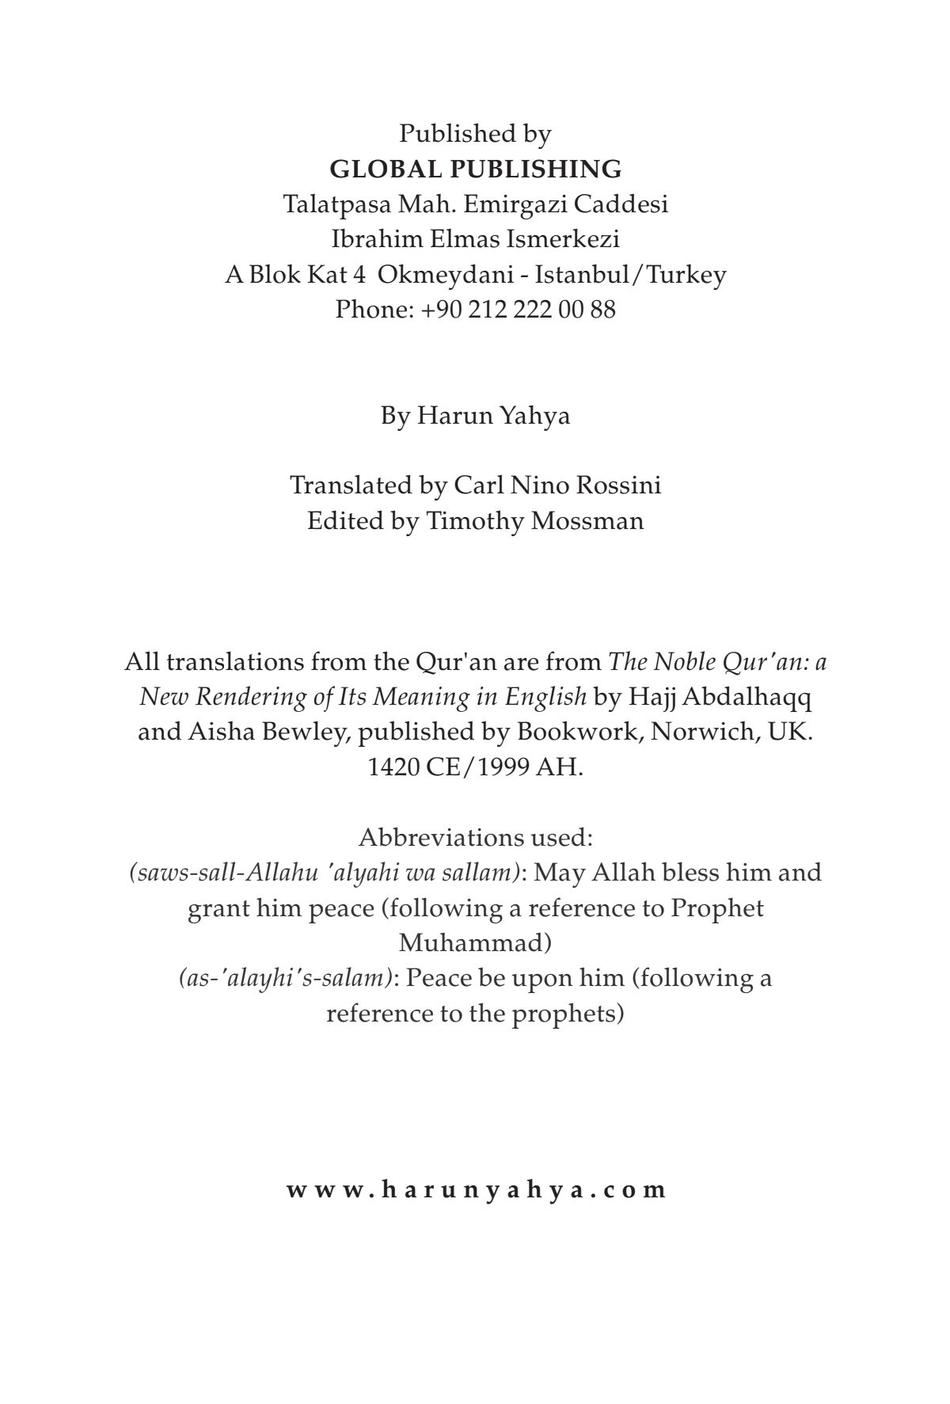 Published by
GLOBAL PUBLISHING
Talatpasa Mah. Emirgazi Caddesi
Ibrahim Elmas Ismerkezi
A Blok Kat 4  Okmeydani - Istanbul/Turkey
Phone: +90 212 222 00 88
By Harun Yahya
Translated by Carl Nino Rossini
Edited by Timothy Mossman
All translations from the Qur'an are from The Noble Qur'an: a
New Rendering of Its Meaning in English by Hajj Abdalhaqq
and Aisha Bewley, published by Bookwork, Norwich, UK.
1420 CE/1999 AH.
Abbreviations used:
(saws-sall-Allahu 'alyahi wa sallam): May Allah bless him and
grant him peace (following a reference to Prophet
Muhammad)
(as-'alayhi's-salam): Peace be upon him (following a
reference to the prophets)
www.harunyahya.com